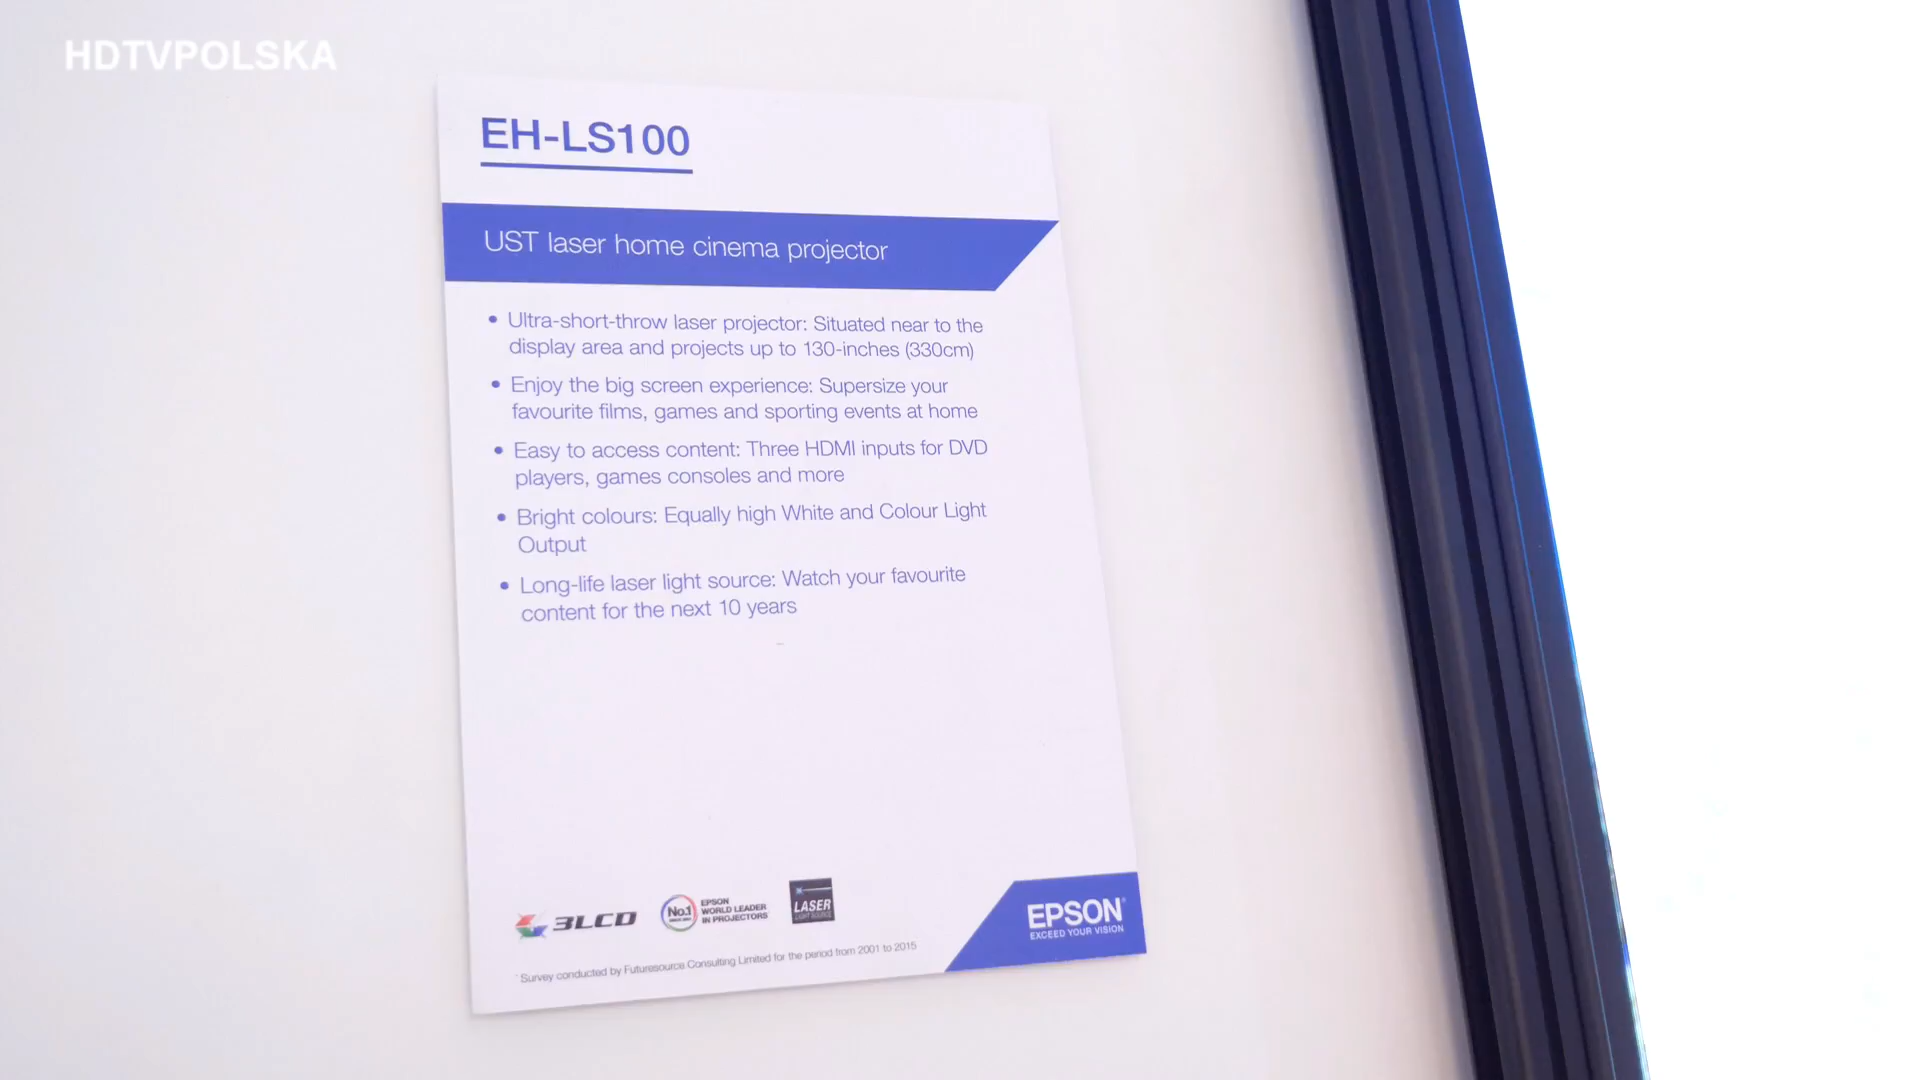 HDTVPOLSKA
EH-LS100
UST laser home cinema projector
• Ultra-short-throw laser projector: Situated near to the
display area and projects up to 130-inches (330cm)
• Enjoy the big screen experience: Supersize your
favourite films, games and sporting events at home
• Easy to access content: Three HDMI inputs for DVD
players, games consoles and more
• Bright colours: Equally high White and Colour Light
Output
• Long-life laser light source: Watch your favourite
content for the next 10 years
3LCD
No.1
EPSON
WORLD LEADER
IN PROJECTORS
LASER
LIGHT SOURCE
EPSON
EXCEED YOUR VISION
* Survey conducted by Futuresource Consulting Limited for the period from 2001 to 2015